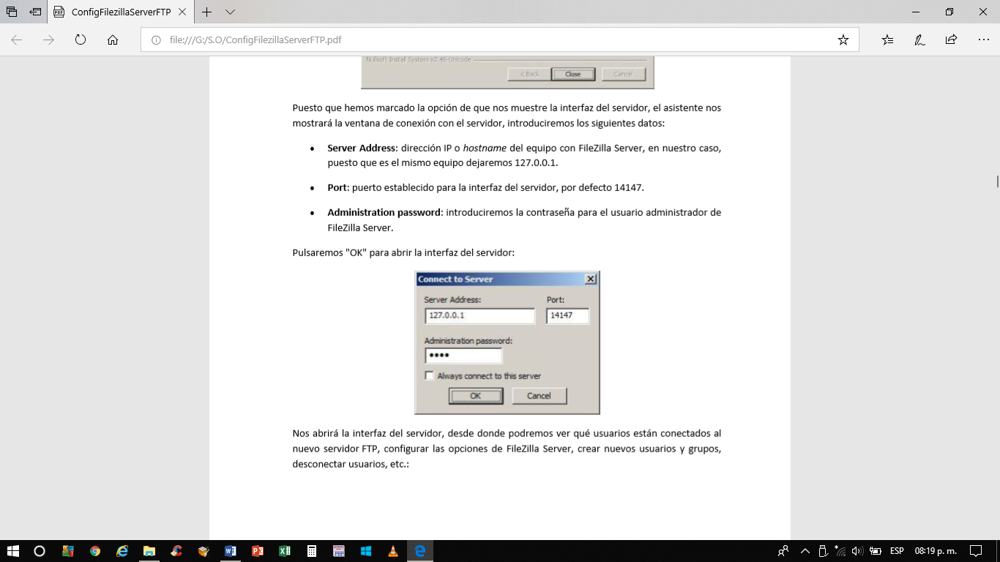 ConfigFilezillaServerFTP
file:///G:/S.O/ConfigFilezillaServerFTP.pdf
Nullsoft Install System v2.46-Unicode
< Back Close Cancel
Puesto que hemos marcado la opción de que nos muestre la interfaz del servidor, el asistente nos
mostrará la ventana de conexión con el servidor, introduciremos los siguientes datos:
• Server Address: dirección IP o hostname del equipo con FileZilla Server, en nuestro caso,
puesto que es el mismo equipo dejaremos 127.0.0.1.
• Port: puerto establecido para la interfaz del servidor, por defecto 14147.
• Administration password: introduciremos la contraseña para el usuario administrador de
FileZilla Server.
Pulsaremos "OK" para abrir la interfaz del servidor:
Connect to Server
Server Address: Port:
127.0.0.1 14147
Administration password:
••••
Always connect to this server
OK Cancel
Nos abrirá la interfaz del servidor, desde donde podremos ver qué usuarios están conectados al
nuevo servidor FTP, configurar las opciones de FileZilla Server, crear nuevos usuarios y grupos,
desconectar usuarios, etc.:
ESP 08:19 p. m.